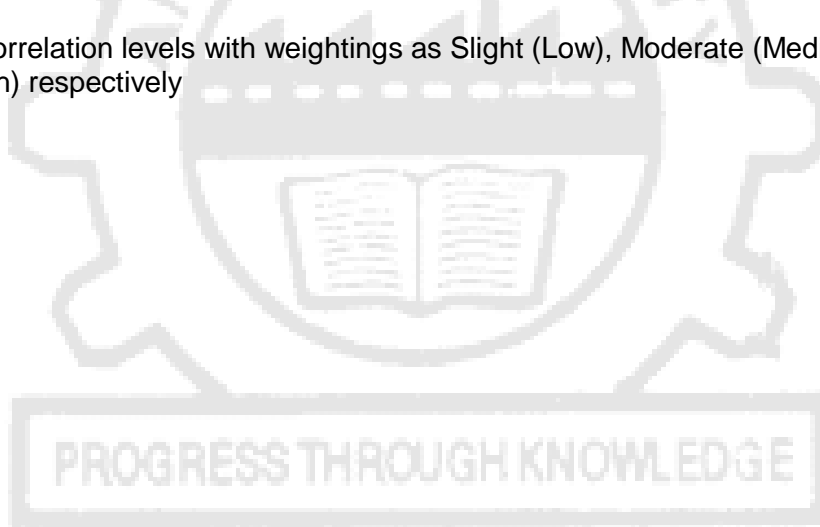 orrelation levels with weightings as Slight (Low), Moderate (Med
) respectively
PROGRESS THROUGH KNOWLEDGE